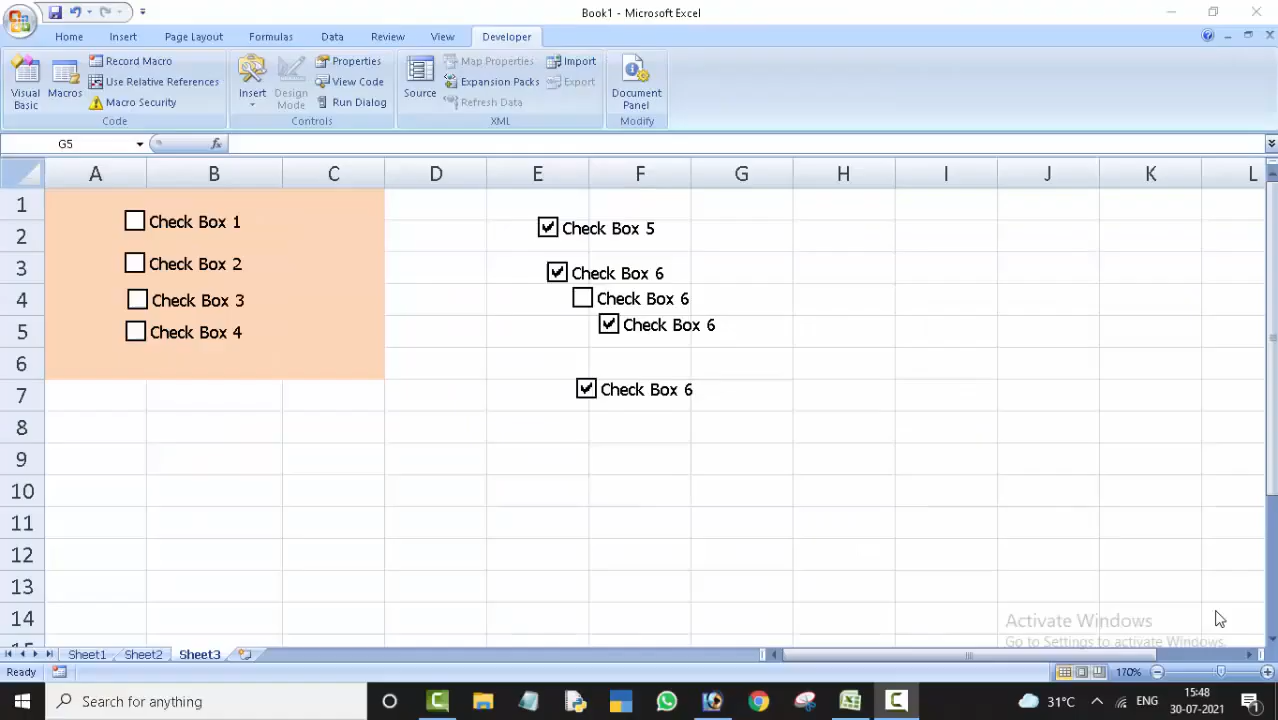 Book1 - Microsoft Excel
Home Insert Page Layout Formulas Data Review View Developer
Visual Basic
Macros
Record Macro
Use Relative References
Macro Security
Code
Insert
Design Mode
Properties
View Code
Run Dialog
Controls
Source
Map Properties
Expansion Packs
Refresh Data
Import
Export
XML
Document Panel
Modify
G5 fx
A B C D E F G H I J K L
1
2
3
4
5
6
7
8
9
10
11
12
13
14
Check Box 1
Check Box 2
Check Box 3
Check Box 4
Check Box 5
Check Box 6
Check Box 6
Check Box 6
Check Box 6
Activate Windows
Go to Settings to activate Windows.
Sheet1 Sheet2 Sheet3
Ready 170%
Search for anything
31°C ENG 15:48
30-07-2021